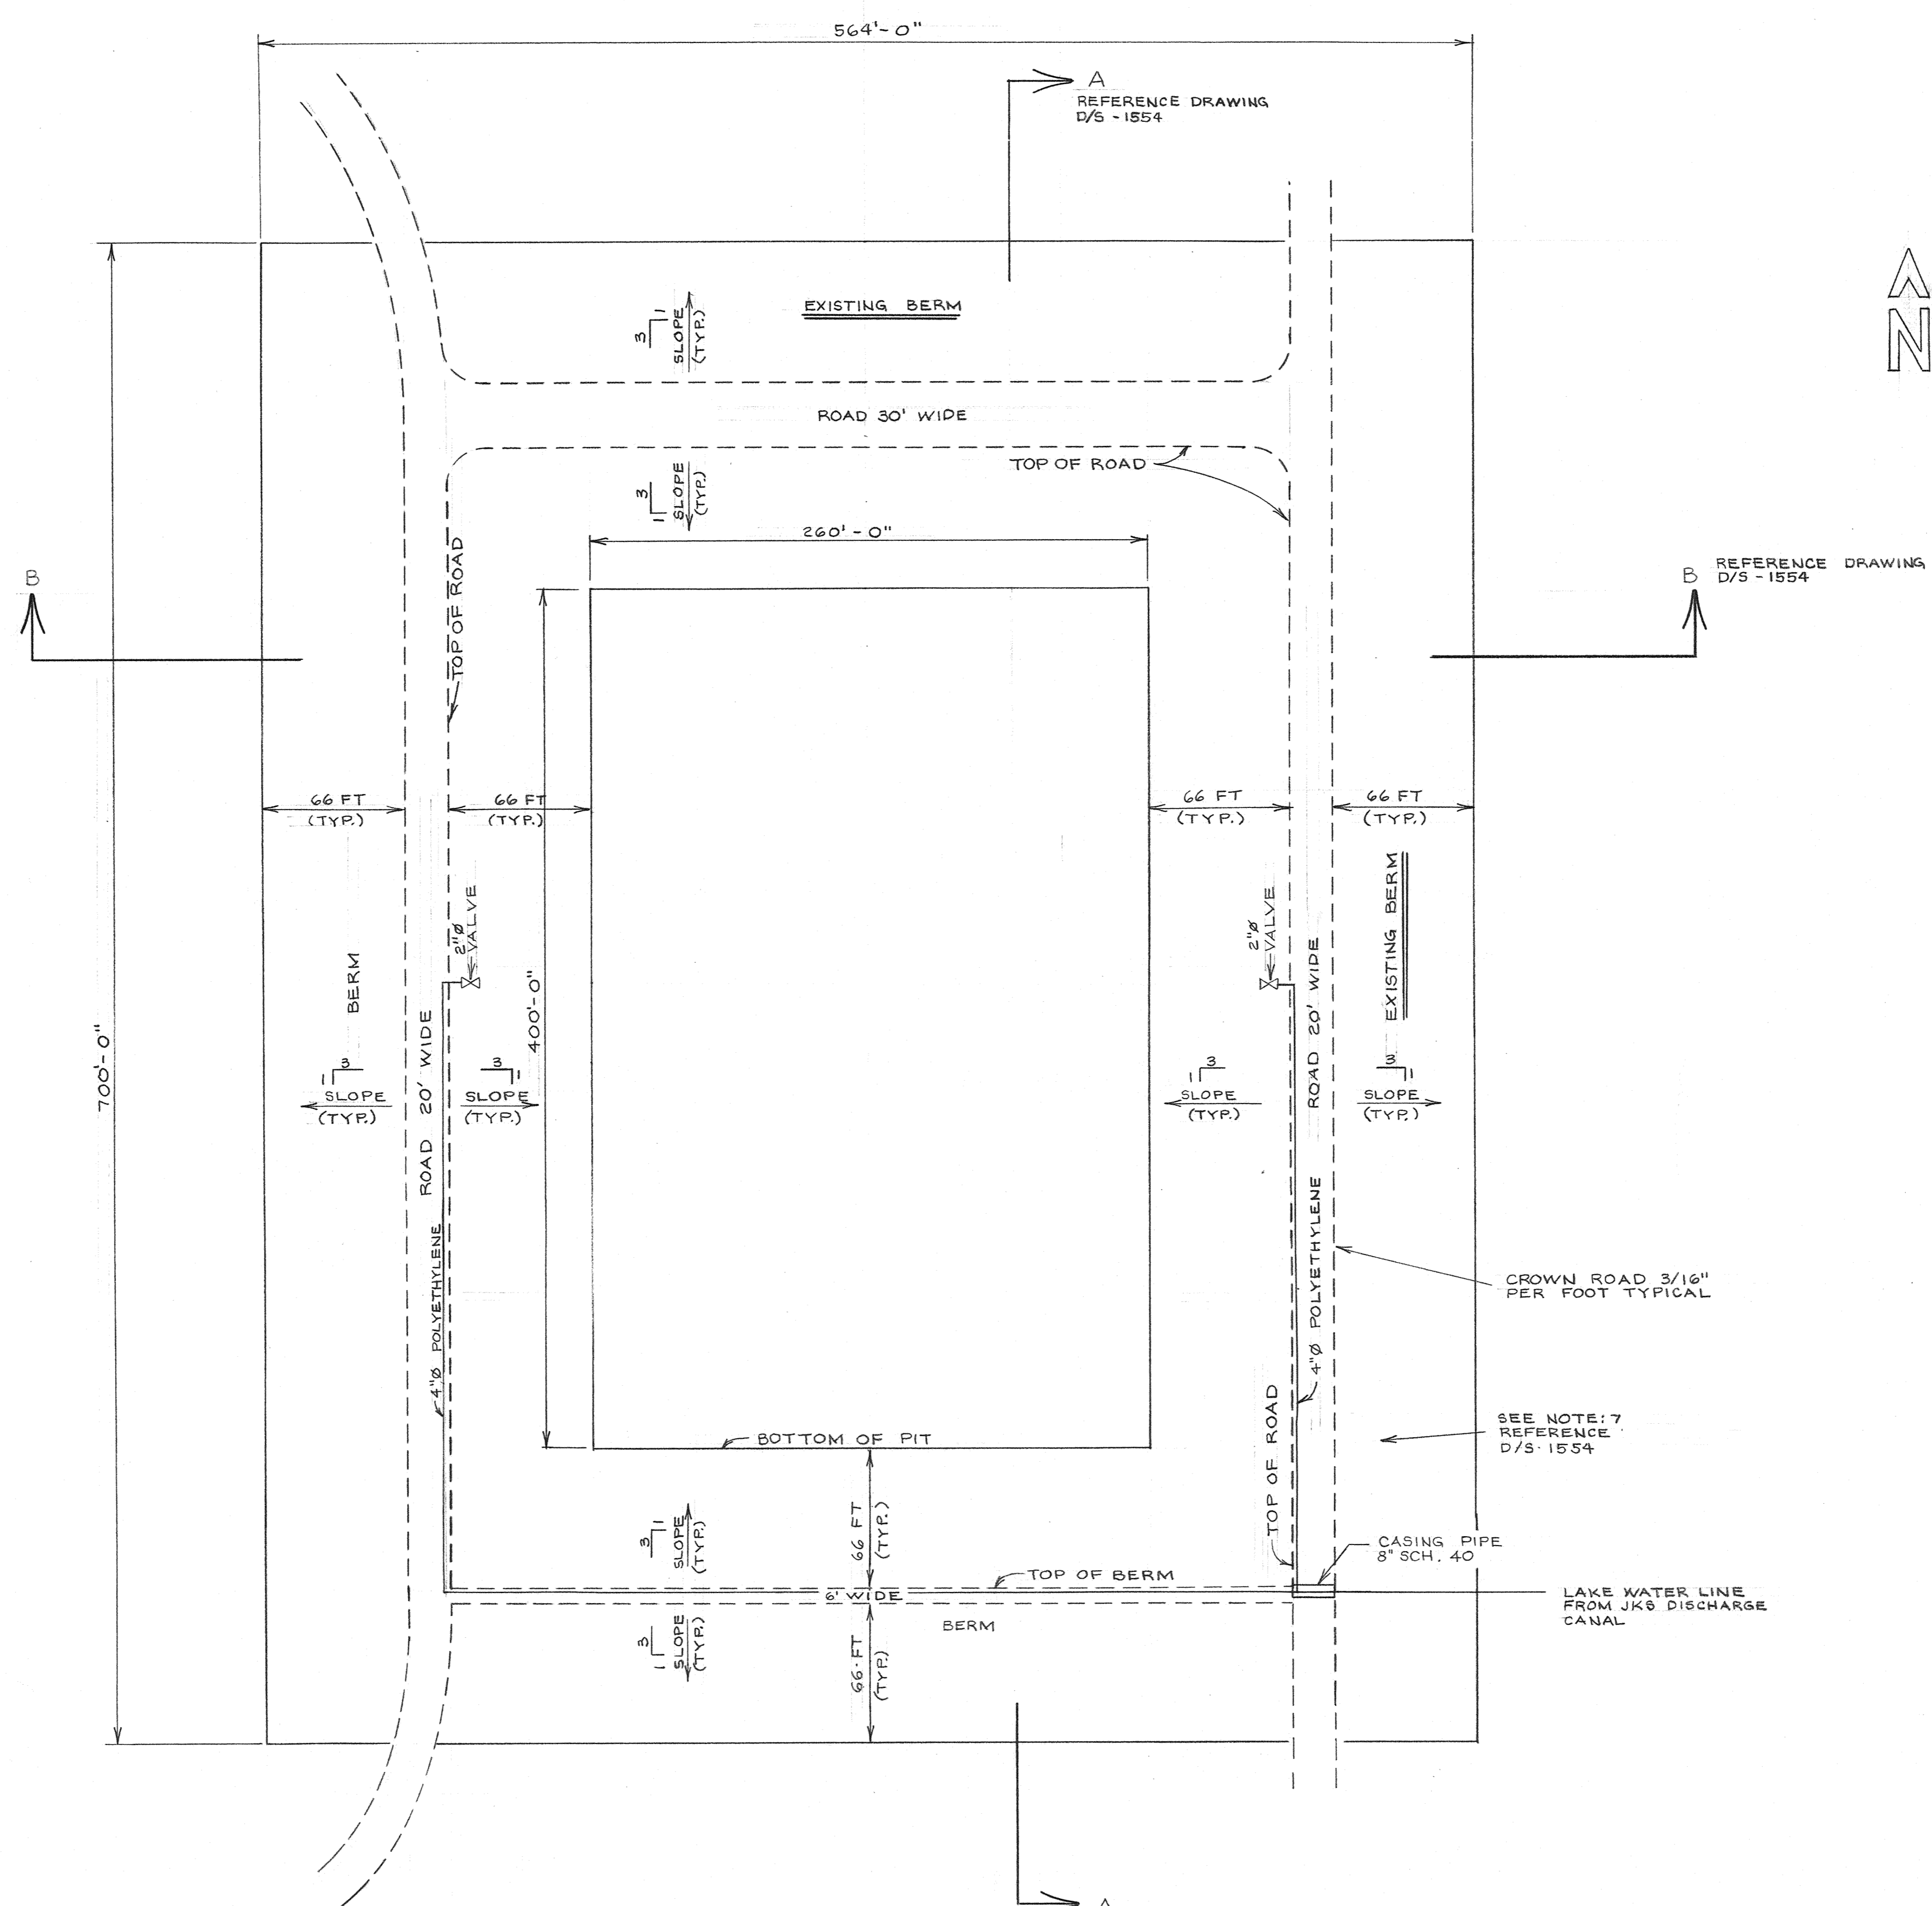 564'-0"
A
REFERENCE DRAWING
D/S - 1554
N
EXISTING BERM
3
1
SLOPE
(TYP.)
ROAD 30' WIDE
TOP OF ROAD
3
1
SLOPE
(TYP.)
260'-0"
TOP OF ROAD
B
B
REFERENCE DRAWING
D/S - 1554
66 FT
(TYP.)
66 FT
(TYP.)
66 FT
(TYP.)
66 FT
(TYP.)
2"Ø
VALVE
2"Ø
VALVE
BERM
EXISTING BERM
400'-0"
700'-0"
ROAD 20' WIDE
ROAD 20' WIDE
3
1
SLOPE
(TYP.)
3
1
SLOPE
(TYP.)
3
1
SLOPE
(TYP.)
3
1
SLOPE
(TYP.)
4"Ø POLYETHYLENE
4"Ø POLYETHYLENE
CROWN ROAD 3/16"
PER FOOT TYPICAL
SEE NOTE: 7
REFERENCE
D/S-1554
BOTTOM OF PIT
TOP OF ROAD
66 FT
(TYP.)
3
1
SLOPE
(TYP.)
CASING PIPE
8" SCH. 40
TOP OF BERM
6' WIDE
LAKE WATER LINE
FROM JKS DISCHARGE
CANAL
BERM
3
1
SLOPE
(TYP.)
66-FT
(TYP.)
A